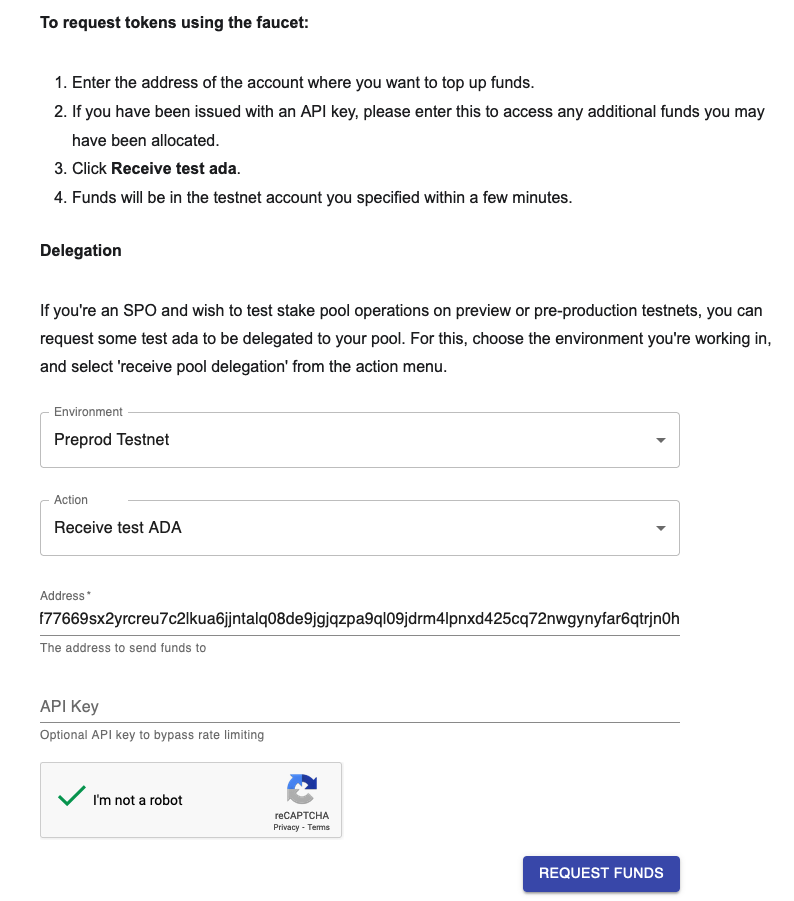 To request tokens using the faucet:
1. Enter the address of the account where you want to top up funds.
2. If you have been issued with an API key, please enter this to access any additional funds you may
have been allocated.
3. Click Receive test ada.
4. Funds will be in the testnet account you specified within a few minutes.
Delegation
If you're an SPO and wish to test stake pool operations on preview or pre-production testnets, you can
request some test ada to be delegated to your pool. For this, choose the environment you're working in,
and select 'receive pool delegation' from the action menu.
Environment
Preprod Testnet
Action
Receive test ADA
Address*
f77669sx2yrcreu7c2lkua6jjntalq08de9jgjqzpa9ql09jdrm4lpnxd425cq72nwgynyfar6qtrjn0h
The address to send funds to
API Key
Optional API key to bypass rate limiting
I'm not a robot
reCAPTCHA
Privacy - Terms
REQUEST FUNDS